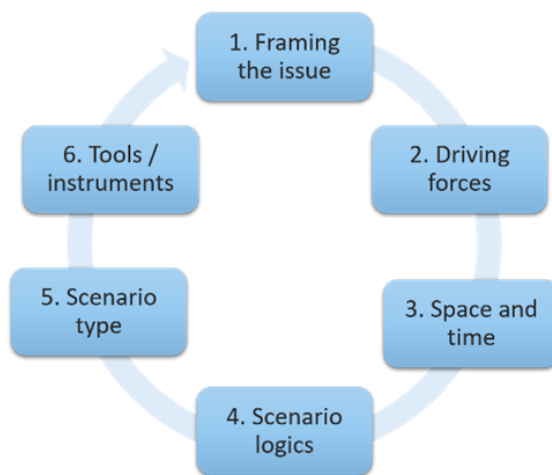 1. Framing
the issue
2. Driving
forces
3. Space and
time
4. Scenario
logics
5. Scenario
type
6. Tools /
instruments